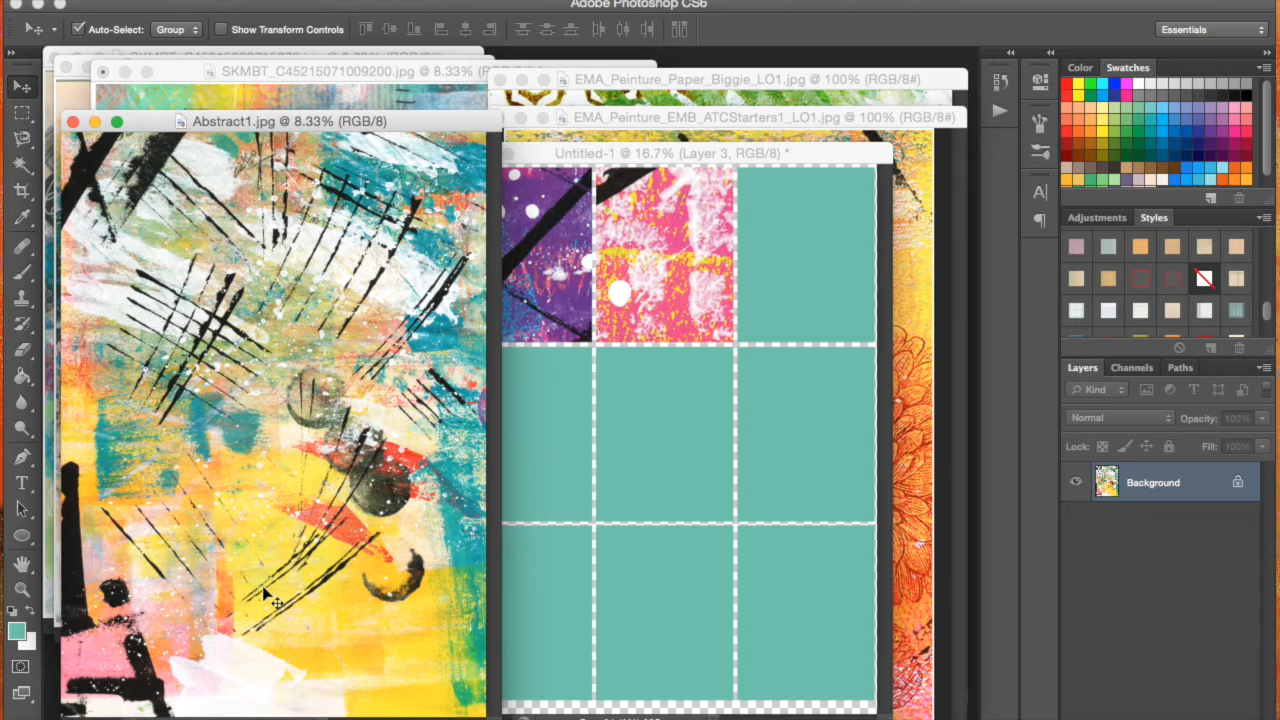 Adobe Photoshop CS6
Auto-Select: Group Show Transform Controls Essentials
SKMBT_C45215071009200.jpg @ 8.33%
EMA_Peinture_Paper_Biggie_LO1.jpg @ 100% (RGB/8#)
Abstract1.jpg @ 8.33% (RGB/8)
EMA_Peinture_EMB_ATCStarters1_LO1.jpg @ 100% (RGB/8#)
Untitled-1 @ 16.7% (Layer 3, RGB/8) *
Color Swatches
Adjustments Styles
Layers Channels Paths
Kind
Normal Opacity: 100%
Lock: Fill: 100%
Background